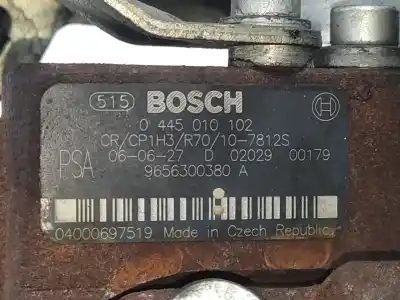 515 BOSCH
0 445 010 102
CR/CP1H3/R70/10-7812S
PSA 06-06-27 D 02029 00179
9656300380 A
04000697519 Made in Czech Republic